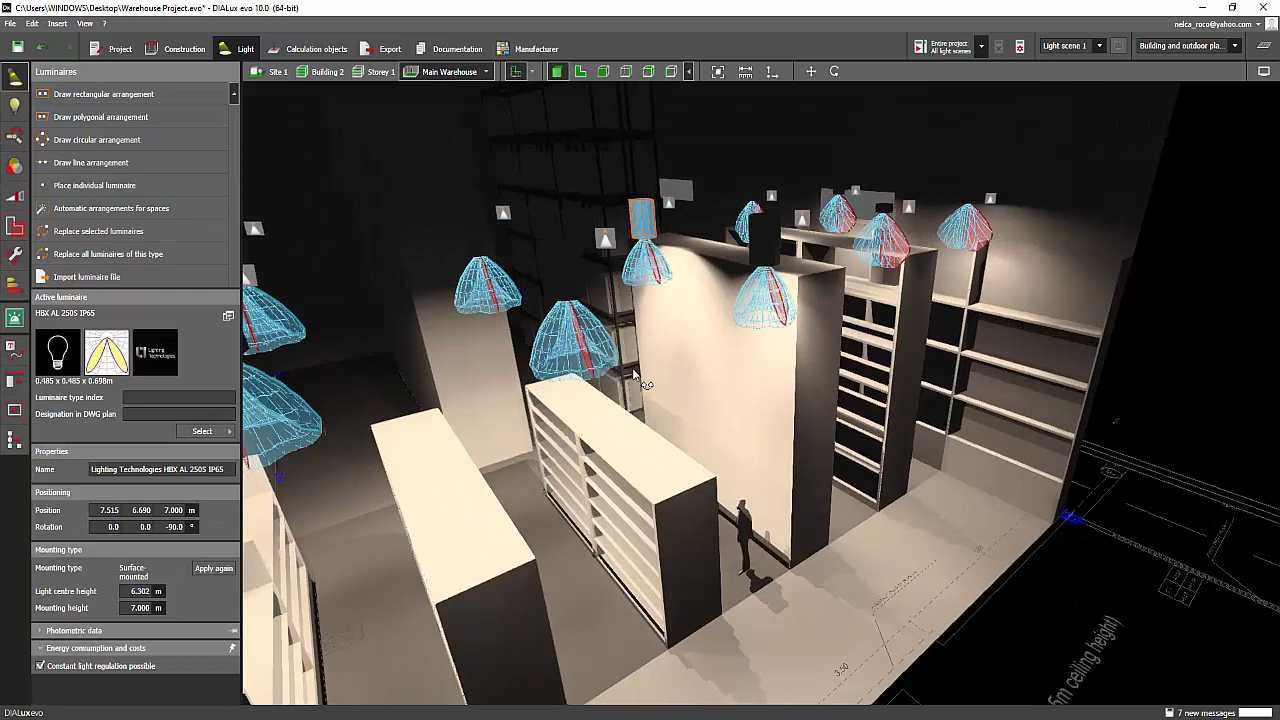 C:\Users\WINDOWS\Desktop\Warehouse Project.evo* - DIALux evo 10.0 (64-bit)
File Edit Insert View ?
nelca_roco@yahoo.com
Project Construction Light Calculation objects Export Documentation Manufacturer
Entire project
All light scenes
Light scene 1
Building and outdoor pla...
Luminaires
Site 1 Building 2 Storey 1 Main Warehouse
Draw rectangular arrangement
Draw polygonal arrangement
Draw circular arrangement
Draw line arrangement
Place individual luminaire
Automatic arrangements for spaces
Replace selected luminaires
Replace all luminaires of this type
Import luminaire file
Active luminaire
HBX AL 250S IP65
Lighting Technologies
0.485 x 0.485 x 0.698m
Luminaire type index
Designation in DWG plan
Select
Properties
Name Lighting Technologies HBX AL 250S IP65
Positioning
Position 7.515 6.690 7.000 m
Rotation 0.0 0.0 -90.0 °
Mounting type
Mounting type Surface-mounted Apply again
Light centre height 6.302 m
Mounting height 7.000 m
Photometric data
Energy consumption and costs
Constant light regulation possible
3,50
m ceiling height)
DIALux evo
7 new messages